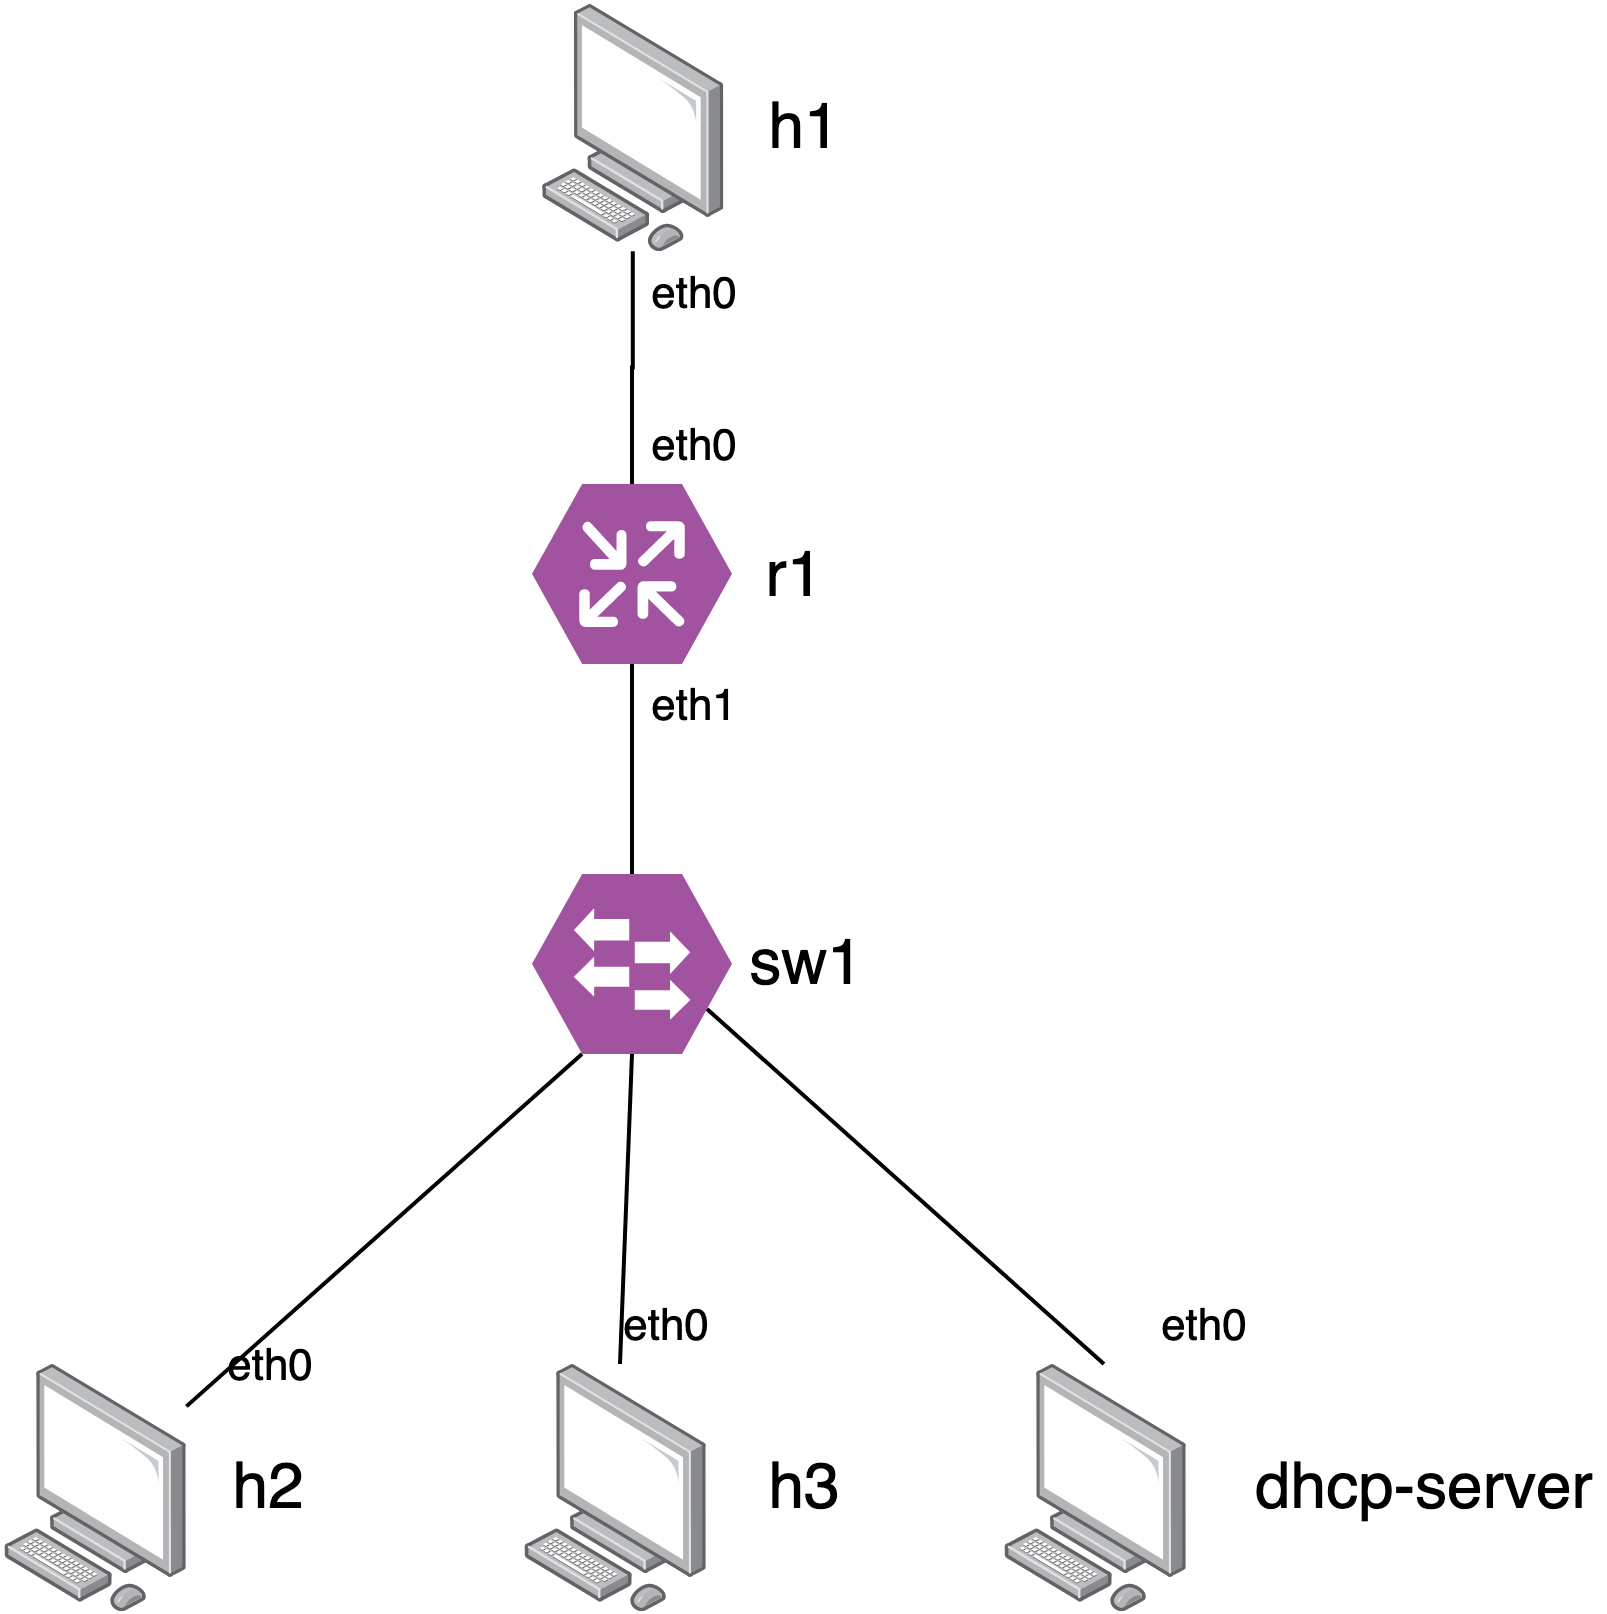 h1
eth0
eth0
r1
eth1
sw1
eth0
eth0
eth0
h2
h3
dhcp-server